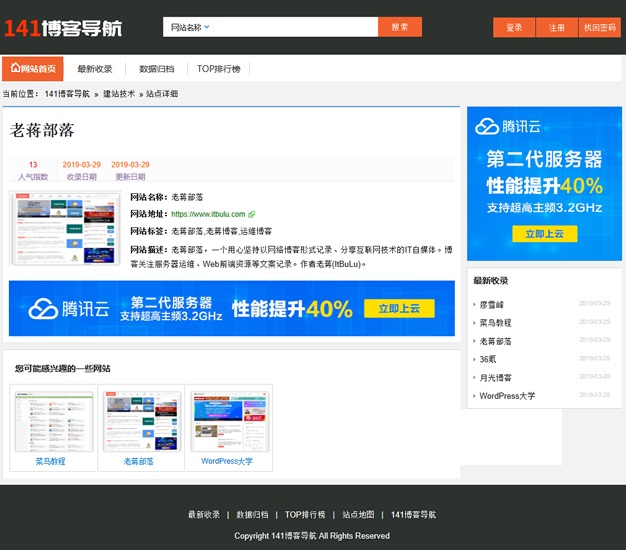 141博客导航
网站名称
搜索
登录 注册 找回密码
网站首页 最新收录 数据归档 TOP排行榜
当前位置： 141博客导航 » 建站技术 » 站点详细
老蒋部落
13 2019-03-29 2019-03-29
人气指数 收录日期 更新日期
网站名称：老蒋部落
网站地址：https://www.itbulu.com
网站标签：老蒋部落,老蒋博客,运维博客
网站描述：老蒋部落，一个用心坚持以网络博客形式记录、分享互联网技术的IT自媒体。博
客关注服务器运维、Web前端资源等文案记录。作者老蒋(ItBuLu)。
腾讯云
第二代服务器
支持超高主频3.2GHz
性能提升40%
立即上云
您可能感兴趣的一些网站
菜鸟教程 老蒋部落 WordPress大学
腾讯云
第二代服务器
性能提升40%
支持超高主频3.2GHz
立即上云
最新收录
廖雪峰 2019-03-29
菜鸟教程 2019-03-29
老蒋部落 2019-03-29
36氪 2019-03-28
月光博客 2019-03-28
WordPress大学 2019-03-28
最新收录 | 数据归档 | TOP排行榜 | 站点地图 | 141博客导航
Copyright 141博客导航 All Rights Reserved